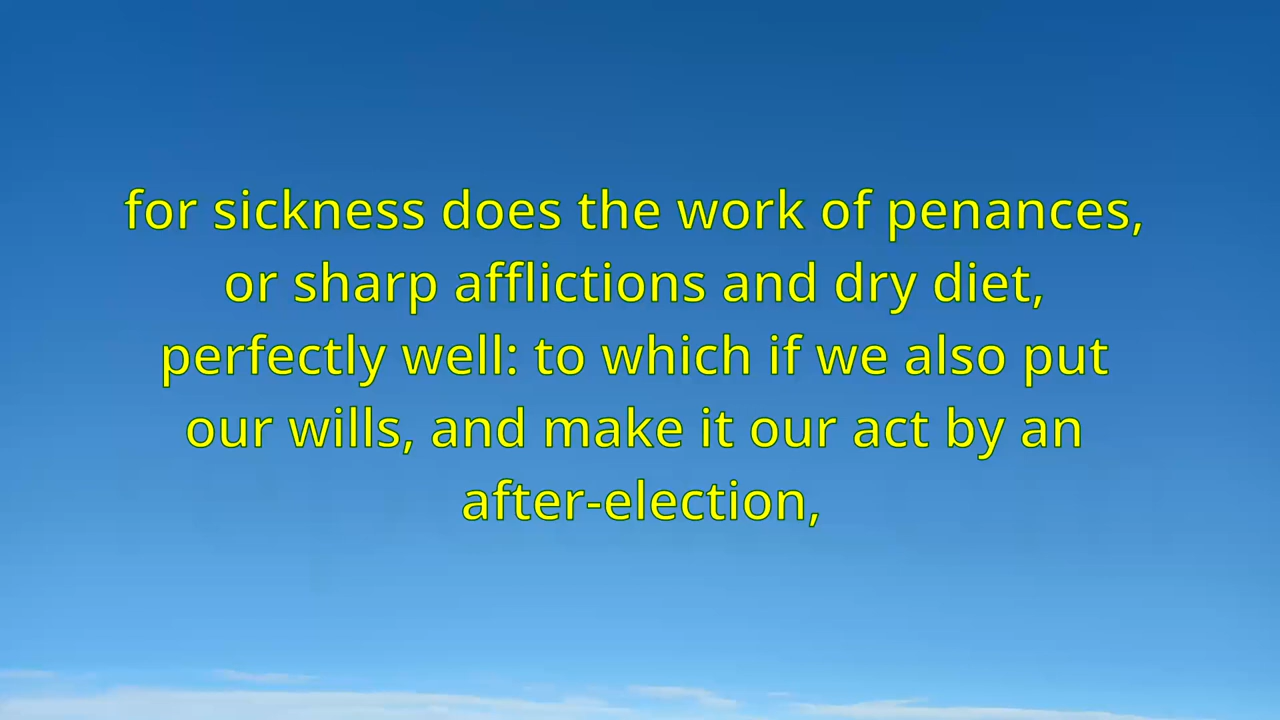 for sickness does the work of penances,
or sharp afflictions and dry diet,
perfectly well: to which if we also put
our wills, and make it our act by an
after-election,